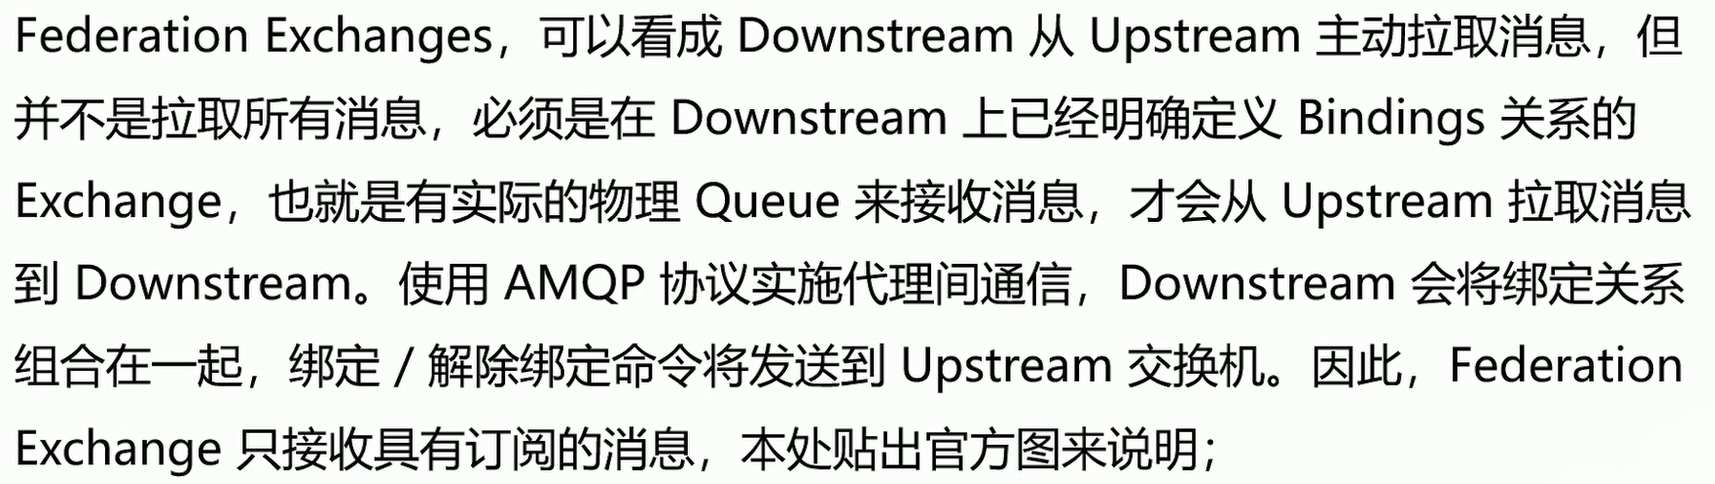 Federation Exchanges，可以看成 Downstream 从 Upstream 主动拉取消息，但
并不是拉取所有消息，必须是在 Downstream 上已经明确定义 Bindings 关系的
Exchange，也就是有实际的物理 Queue 来接收消息，才会从 Upstream 拉取消息
到 Downstream。使用 AMQP 协议实施代理间通信，Downstream 会将绑定关系
组合在一起，绑定 / 解除绑定命令将发送到 Upstream 交换机。因此，Federation
Exchange 只接收具有订阅的消息，本处贴出官方图来说明；